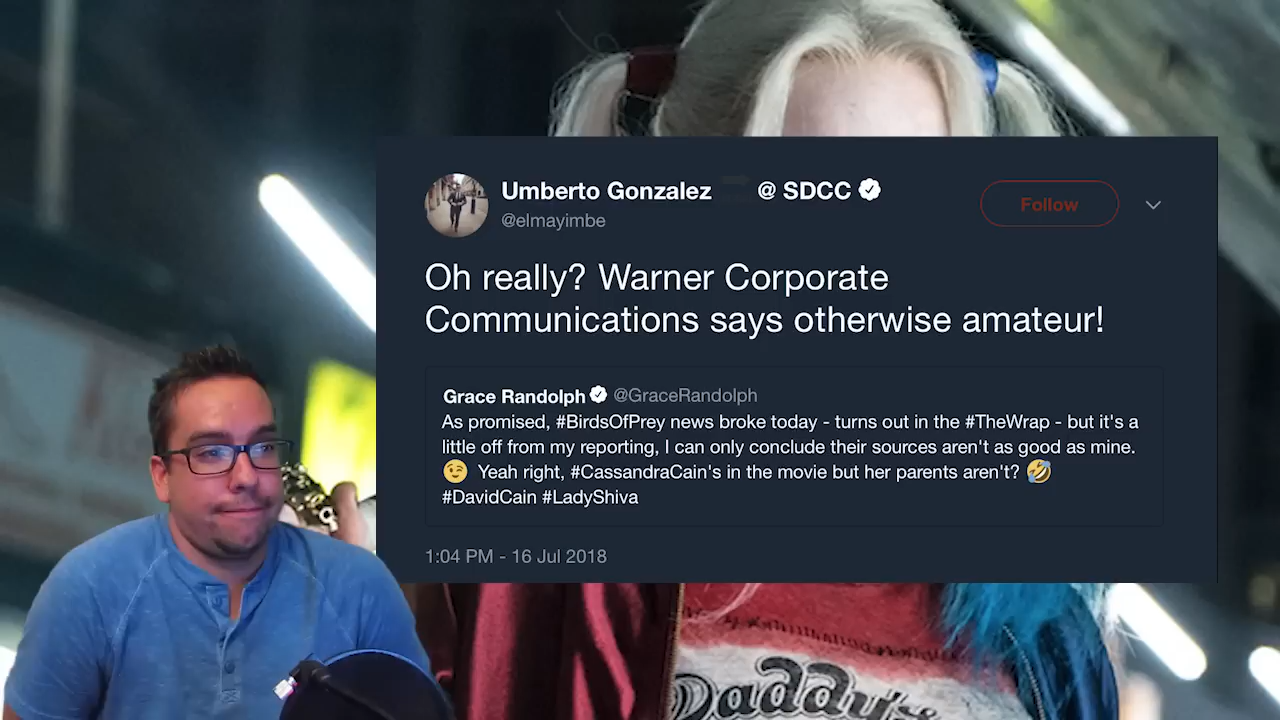 Umberto Gonzalez @ SDCC
@elmayimbe
Follow
Oh really? Warner Corporate
Communications says otherwise amateur!
Grace Randolph @GraceRandolph
As promised, #BirdsOfPrey news broke today - turns out in the #TheWrap - but it's a
little off from my reporting, I can only conclude their sources aren't as good as mine.
😉 Yeah right, #CassandraCain's in the movie but her parents aren't? 🤣
#DavidCain #LadyShiva
1:04 PM - 16 Jul 2018
Daddy's